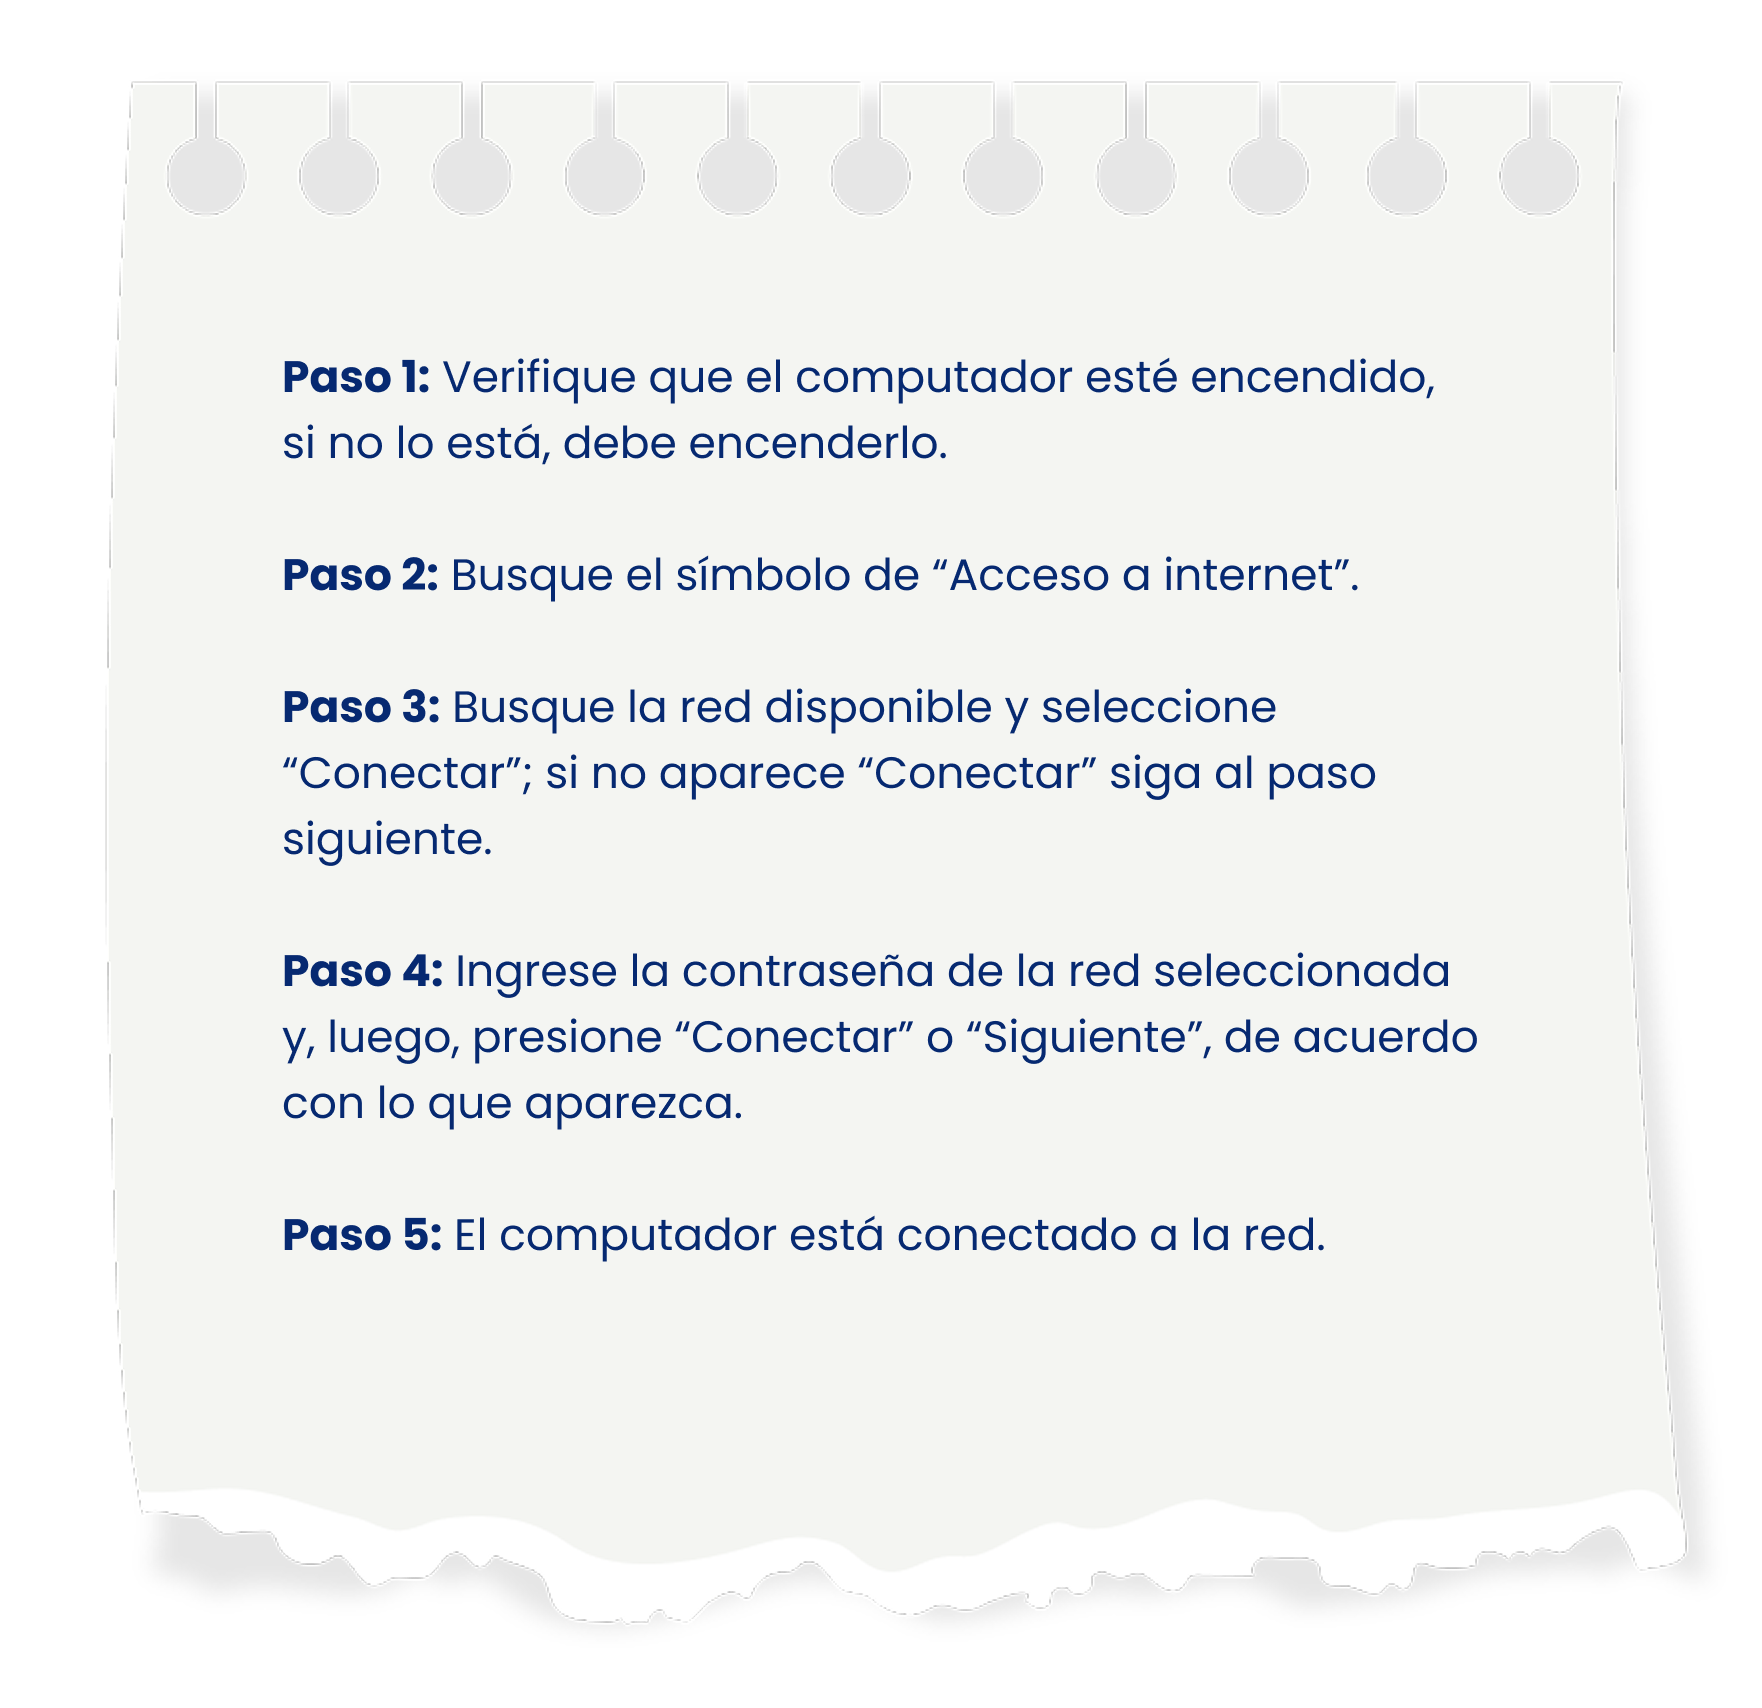 Paso 1: Verifique que el computador esté encendido,
si no lo está, debe encenderlo.
Paso 2: Busque el símbolo de “Acceso a internet”.
Paso 3: Busque la red disponible y seleccione
“Conectar”; si no aparece “Conectar” siga al paso
siguiente.
Paso 4: Ingrese la contraseña de la red seleccionada
y, luego, presione “Conectar” o “Siguiente”, de acuerdo
con lo que aparezca.
Paso 5: El computador está conectado a la red.